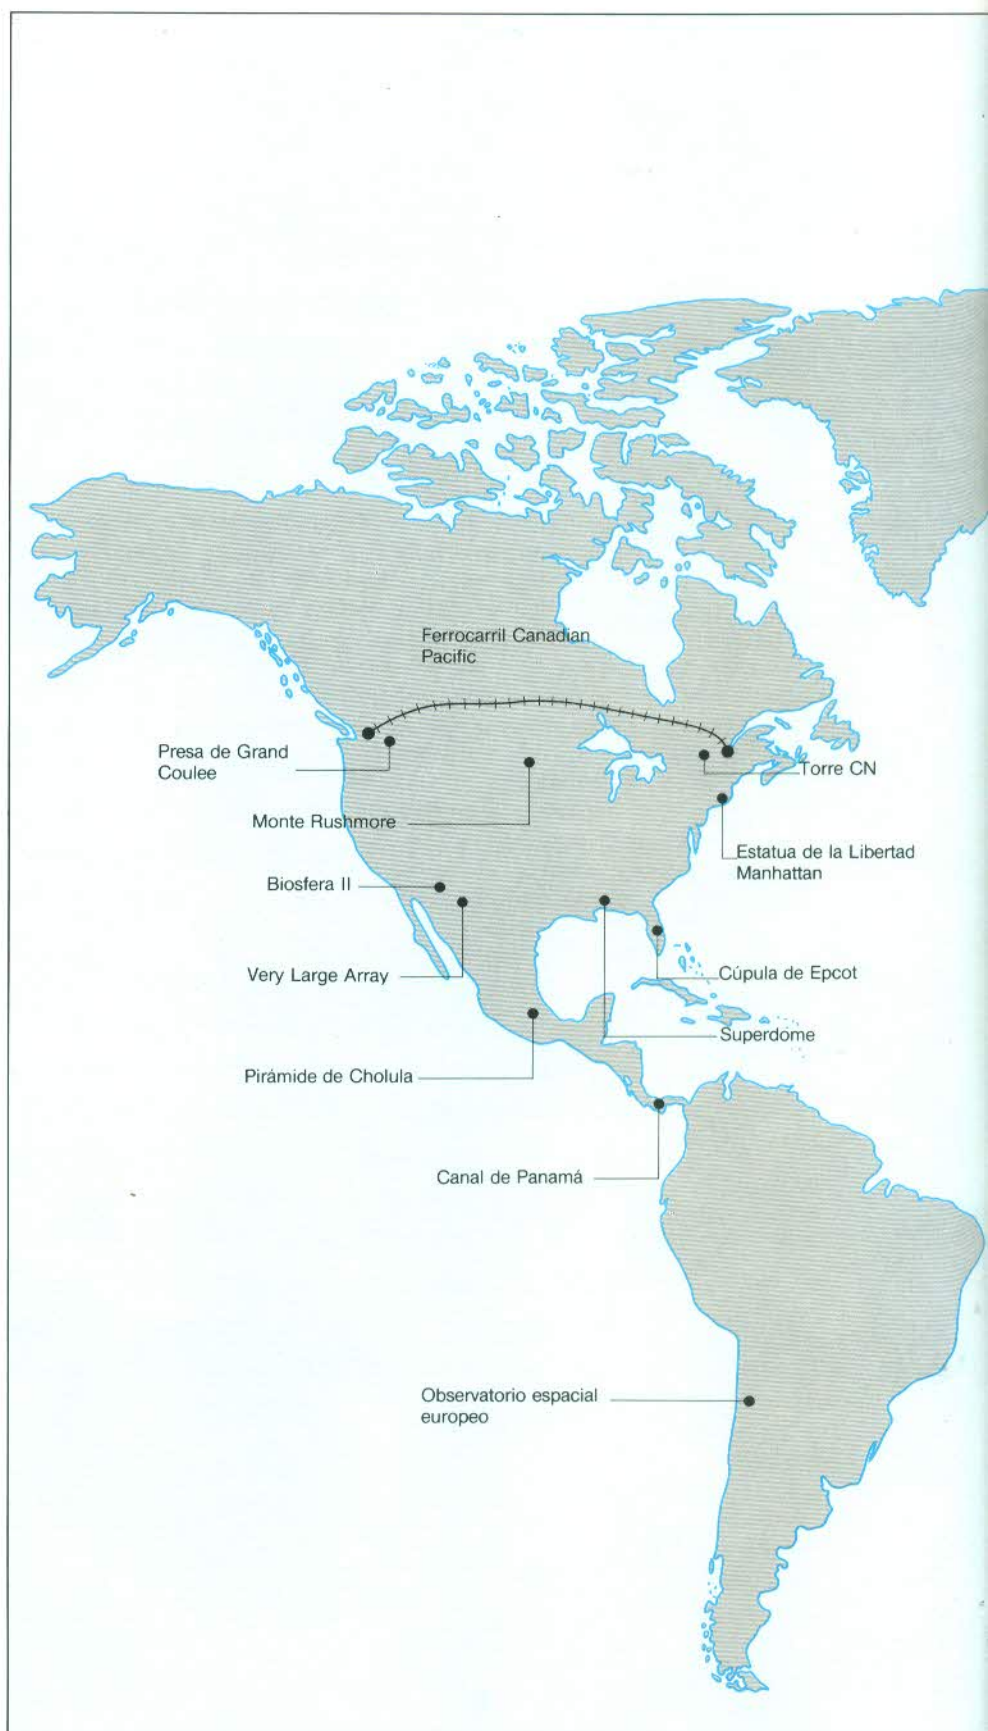 Ferrocarril Canadian
Pacific
Presa de Grand
Coulee
Torre CN
Monte Rushmore
Estatua de la Libertad
Manhattan
Biosfera II
Very Large Array
Cúpula de Epcot
Superdome
Pirámide de Cholula
Canal de Panamá
Observatorio espacial
europeo